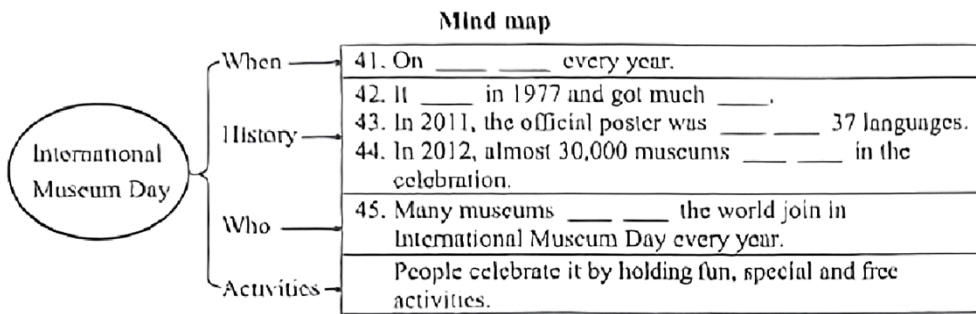 Mind map
International
Museum Day
When
41. On ____ ____ every year.
History
42. It ____ in 1977 and got much ____.
43. In 2011, the official poster was ____ ____ 37 languages.
44. In 2012, almost 30,000 museums ____ ____ in the
celebration.
Who
45. Many museums ____ ____ the world join in
International Museum Day every year.
Activities
People celebrate it by holding fun, special and free
activities.